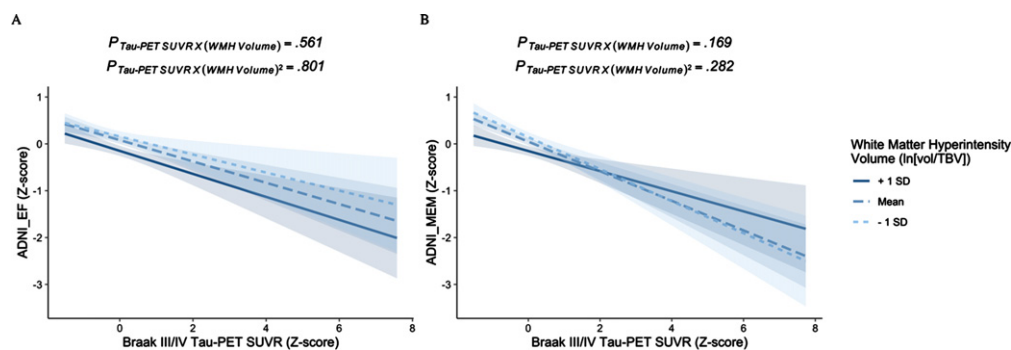 A
P Tau-PET SUVR X (WMH Volume) = .561
P Tau-PET SUVR X (WMH Volume)² = .801
1
0
-1
-2
-3
ADNI_EF (Z-score)
0 2 4 6 8
Braak III/IV Tau-PET SUVR (Z-score)
B
P Tau-PET SUVR X (WMH Volume) = .169
P Tau-PET SUVR X (WMH Volume)² = .282
1
0
-1
-2
-3
ADNI_MEM (Z-score)
0 2 4 6 8
Braak III/IV Tau-PET SUVR (Z-score)
White Matter Hyperintensity
Volume (ln[vol/TBV])
+ 1 SD
Mean
- 1 SD